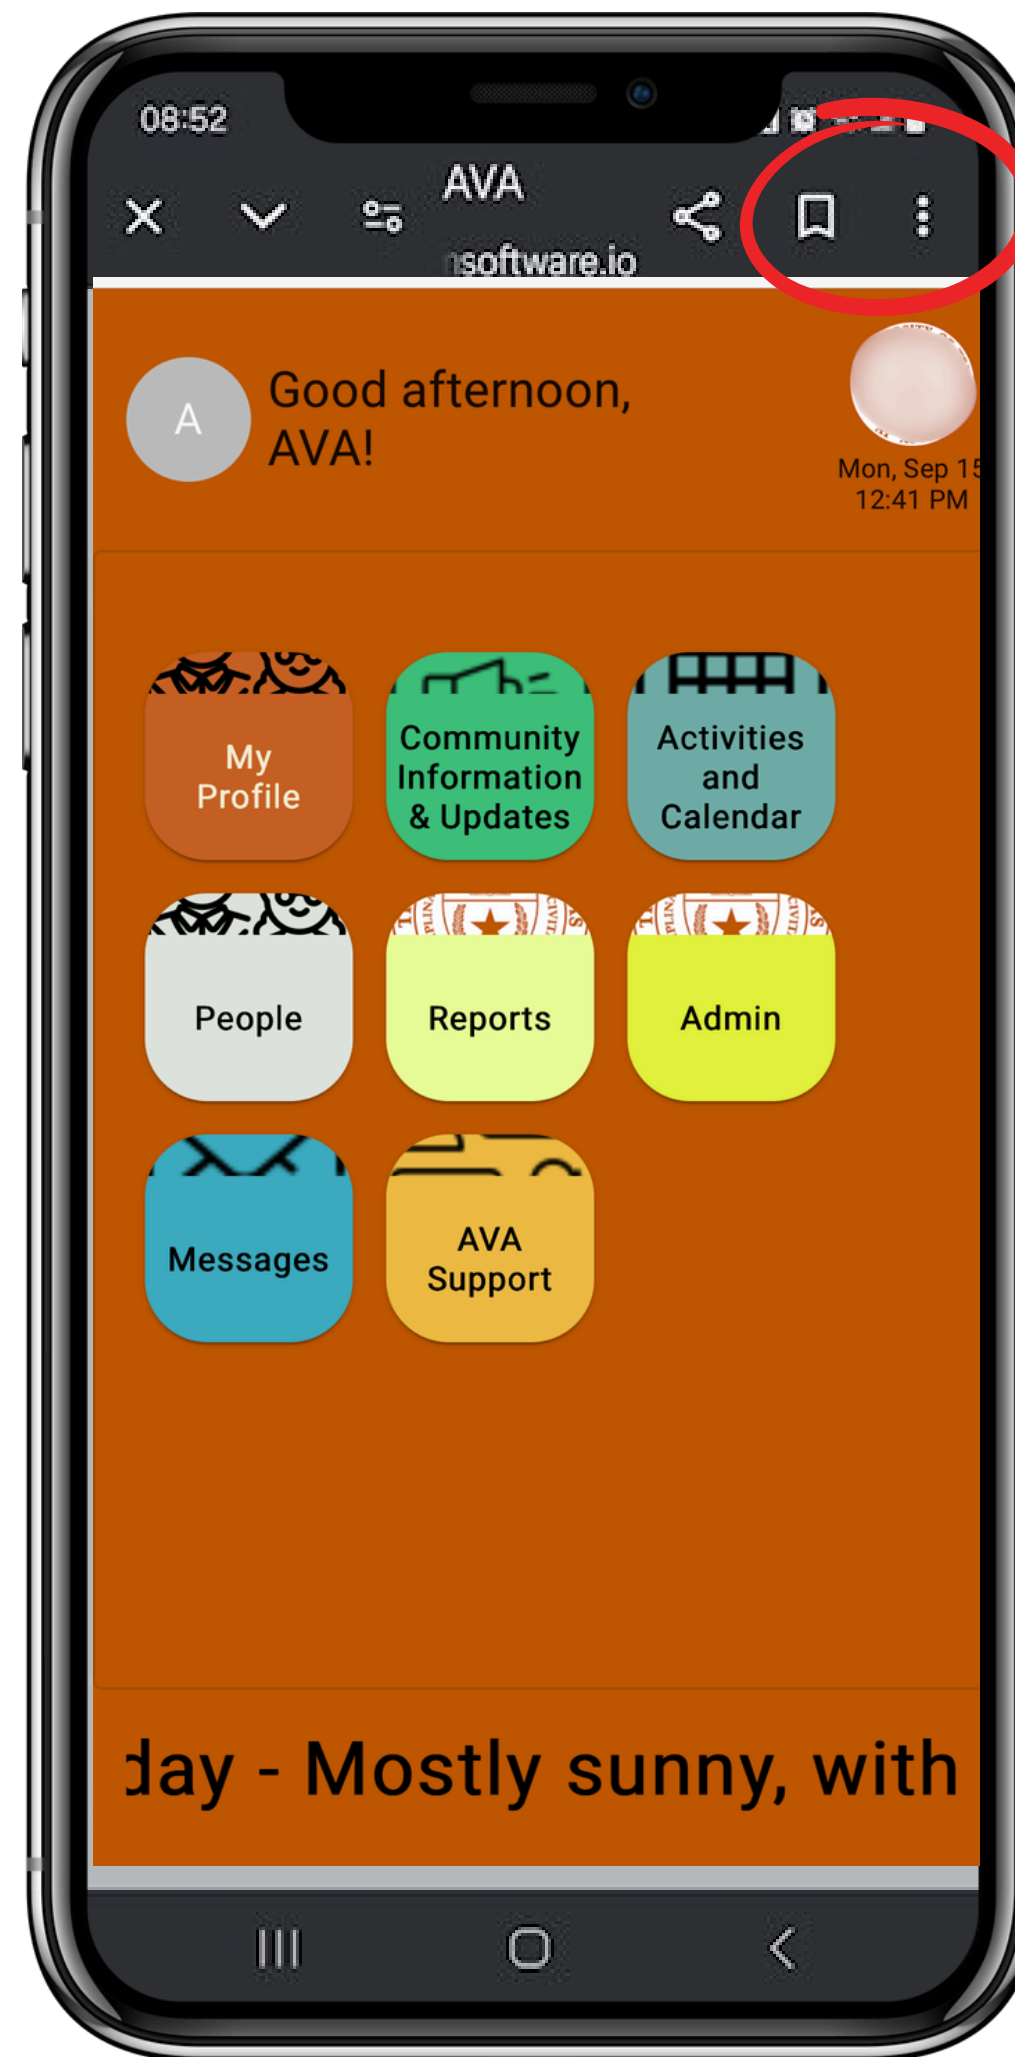 08:52
AVA
software.io
A
Good afternoon,
AVA!
Mon, Sep 15
12:41 PM
My
Profile
Community
Information
& Updates
Activities
and
Calendar
People
Reports
Admin
Messages
AVA
Support
day - Mostly sunny, with